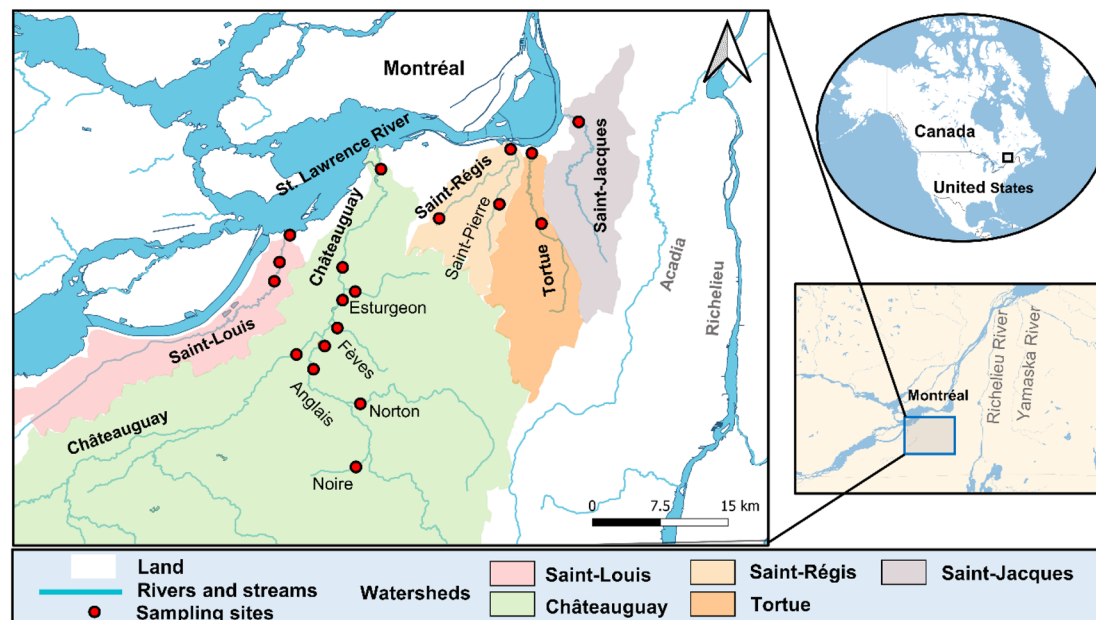 Montréal
St. Lawrence River
Châteauguay
Saint-Régis
Saint-Pierre
Saint-Jacques
Tortue
Acadia
Richelieu
Saint-Louis
Esturgeon
Fèves
Anglais
Norton
Châteauguay
Noire
0 7.5 15 km
Canada
United States
Montréal
Richelieu River
Yamaska River
Land
Rivers and streams
Sampling sites
Watersheds
Saint-Louis
Saint-Régis
Saint-Jacques
Châteauguay
Tortue